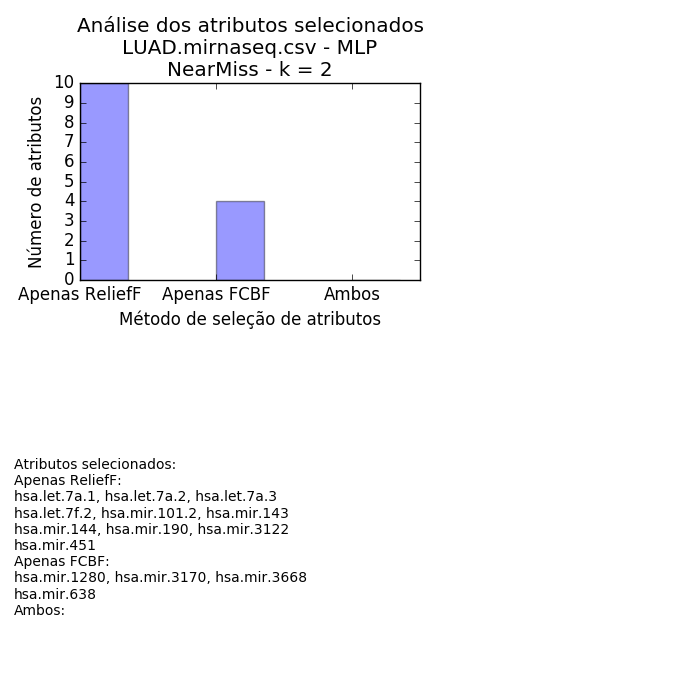 Análise dos atributos selecionados
LUAD.mirnaseq.csv - MLP
NearMiss - k = 2
10
9
8
7
6
5
4
3
2
1
0
Número de atributos
Apenas ReliefF
Apenas FCBF
Ambos
Método de seleção de atributos
Atributos selecionados:
Apenas ReliefF:
hsa.let.7a.1, hsa.let.7a.2, hsa.let.7a.3
hsa.let.7f.2, hsa.mir.101.2, hsa.mir.143
hsa.mir.144, hsa.mir.190, hsa.mir.3122
hsa.mir.451
Apenas FCBF:
hsa.mir.1280, hsa.mir.3170, hsa.mir.3668
hsa.mir.638
Ambos: